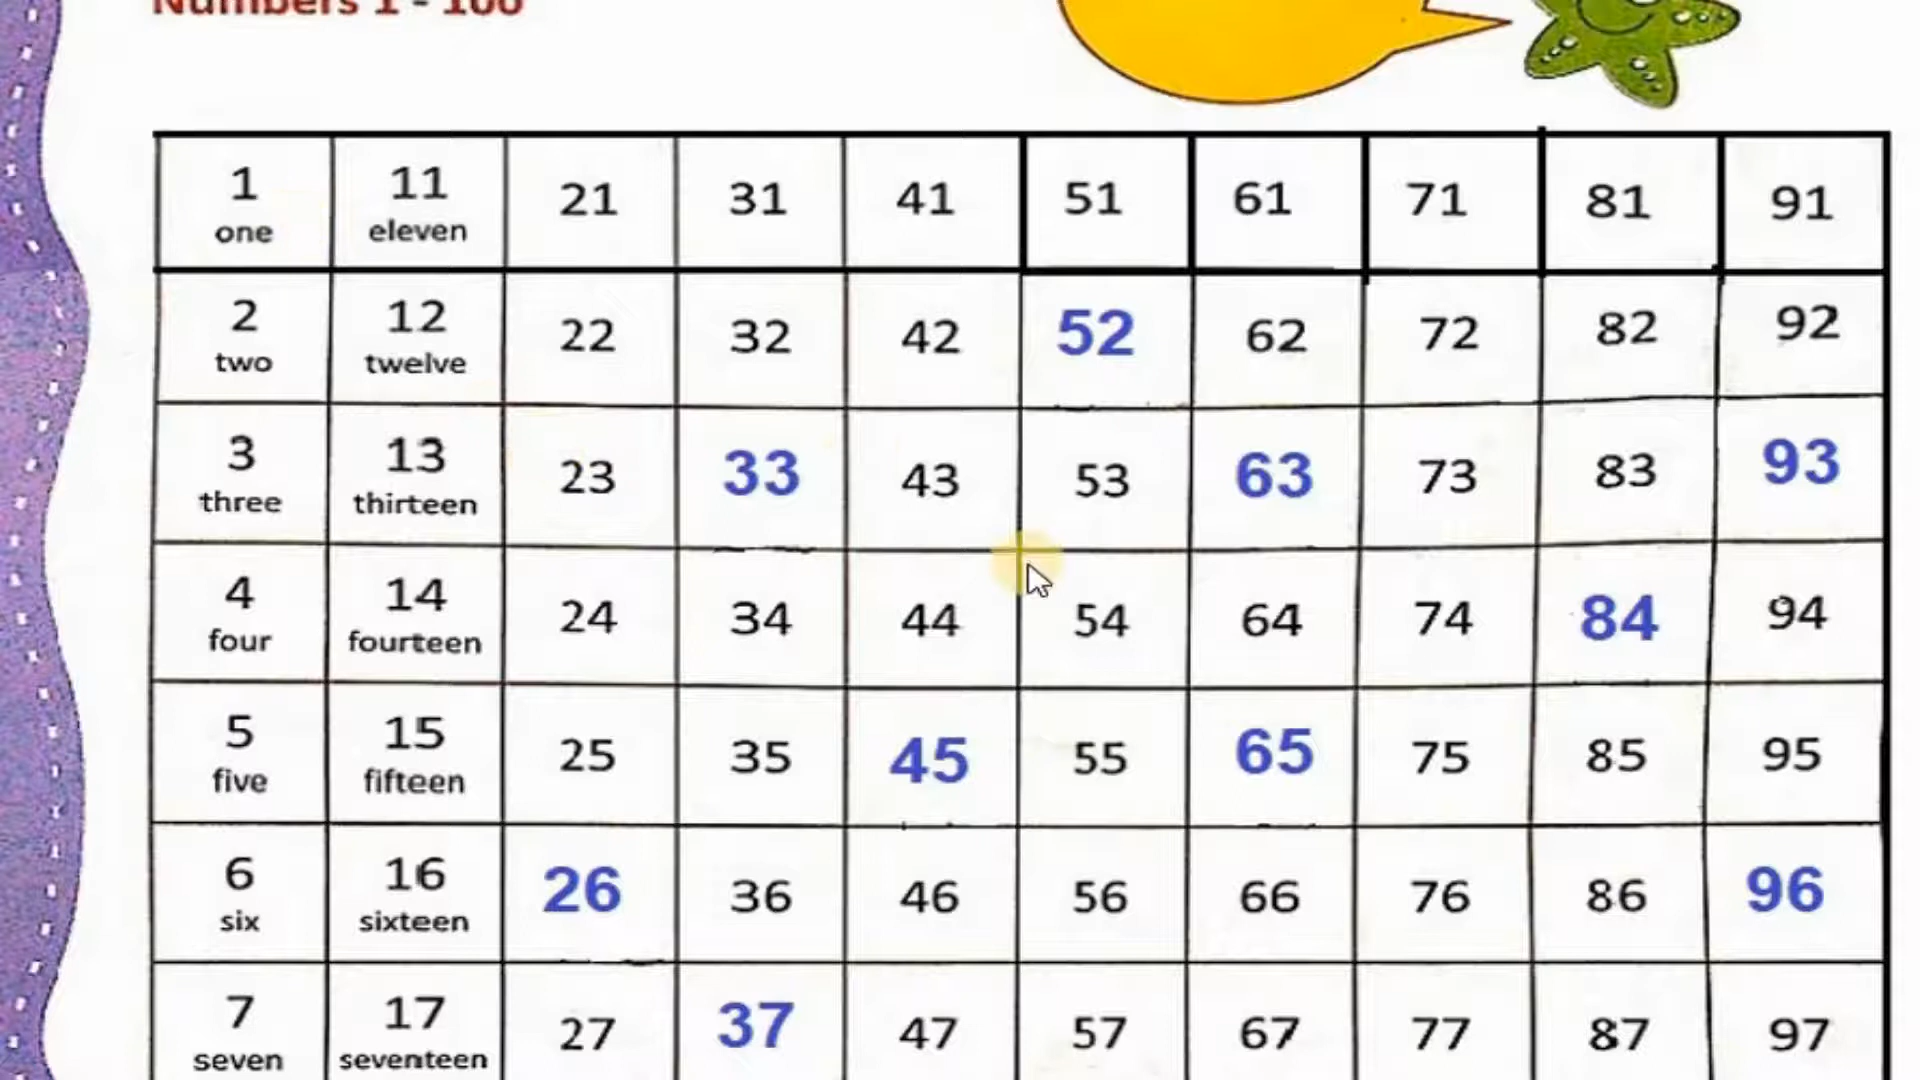 Numbers 1 - 100
1 11 21 31 41 51 61 71 81 91
one eleven
2 12 22 32 42 52 62 72 82 92
two twelve
3 13 23 33 43 53 63 73 83 93
three thirteen
4 14 24 34 44 54 64 74 84 94
four fourteen
5 15 25 35 45 55 65 75 85 95
five fifteen
6 16 26 36 46 56 66 76 86 96
six sixteen
7 17 27 37 47 57 67 77 87 97
seven seventeen